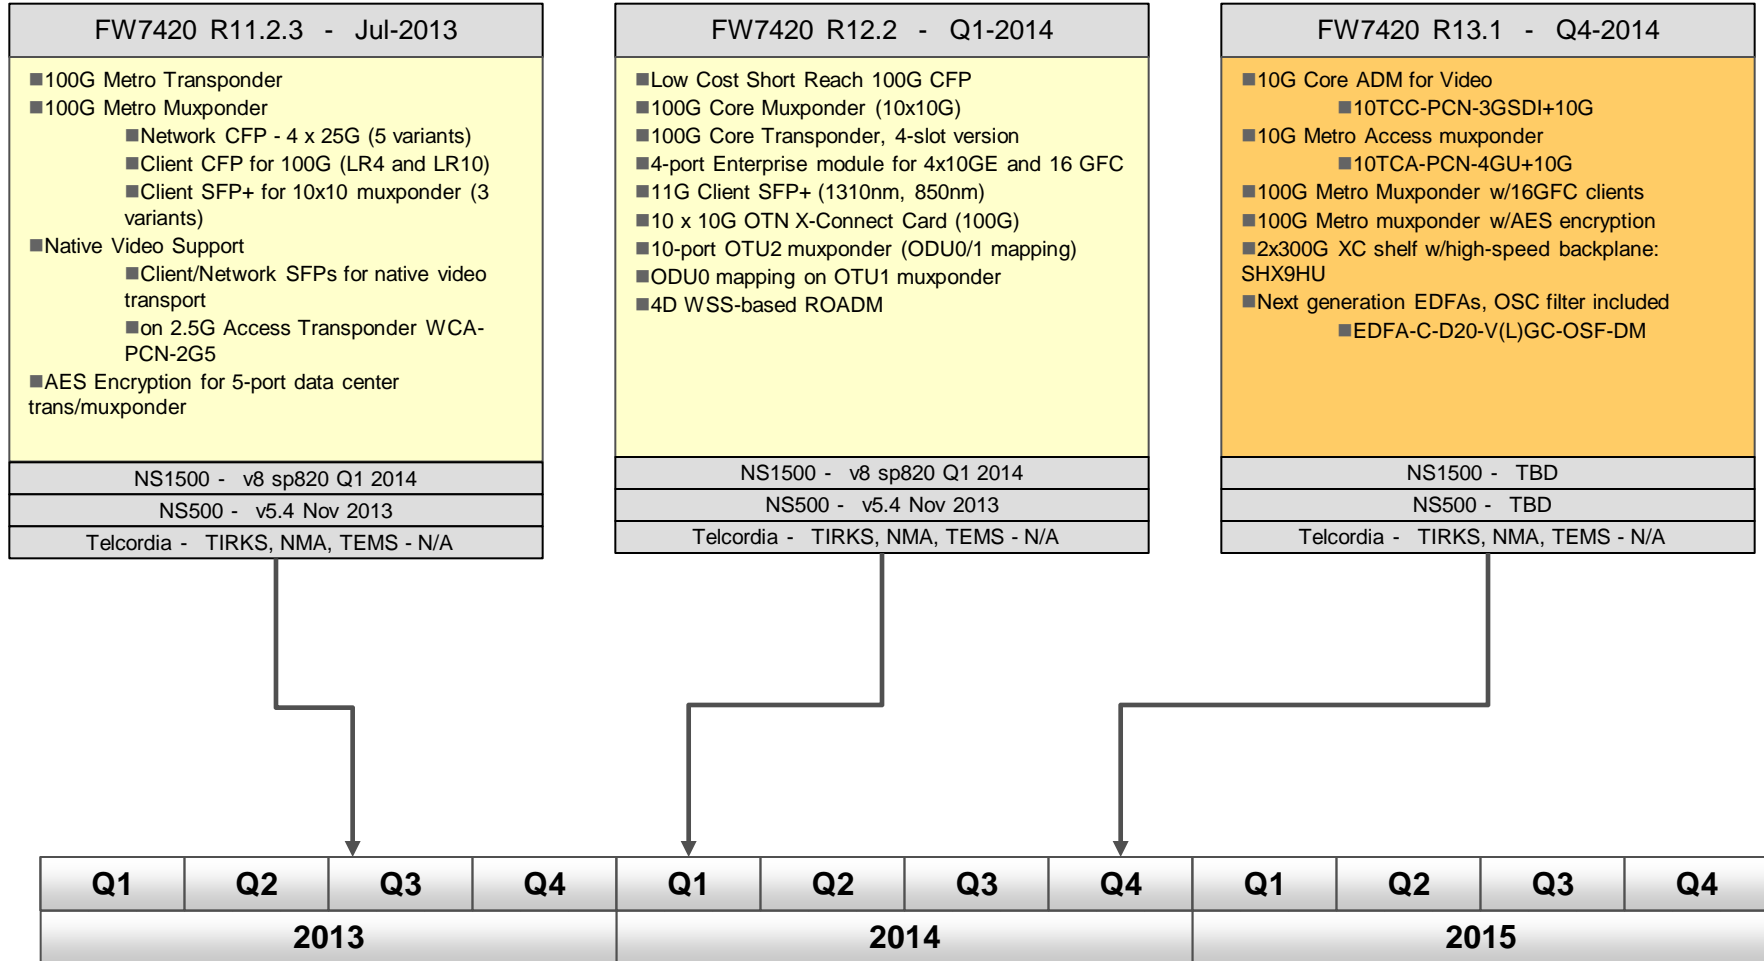 FW7420 R11.2.3 - Jul-2013
■100G Metro Transponder
■100G Metro Muxponder
■Network CFP - 4 x 25G (5 variants)
■Client CFP for 100G (LR4 and LR10)
■Client SFP+ for 10x10 muxponder (3
variants)
■Native Video Support
■Client/Network SFPs for native video
transport
■on 2.5G Access Transponder WCA-
PCN-2G5
■AES Encryption for 5-port data center
trans/muxponder
NS1500 - v8 sp820 Q1 2014
NS500 - v5.4 Nov 2013
Telcordia - TIRKS, NMA, TEMS - N/A
FW7420 R12.2 - Q1-2014
■Low Cost Short Reach 100G CFP
■100G Core Muxponder (10x10G)
■100G Core Transponder, 4-slot version
■4-port Enterprise module for 4x10GE and 16 GFC
■11G Client SFP+ (1310nm, 850nm)
■10 x 10G OTN X-Connect Card (100G)
■10-port OTU2 muxponder (ODU0/1 mapping)
■ODU0 mapping on OTU1 muxponder
■4D WSS-based ROADM
NS1500 - v8 sp820 Q1 2014
NS500 - v5.4 Nov 2013
Telcordia - TIRKS, NMA, TEMS - N/A
FW7420 R13.1 - Q4-2014
■10G Core ADM for Video
■10TCC-PCN-3GSDI+10G
■10G Metro Access muxponder
■10TCA-PCN-4GU+10G
■100G Metro Muxponder w/16GFC clients
■100G Metro muxponder w/AES encryption
■2x300G XC shelf w/high-speed backplane:
SHX9HU
■Next generation EDFAs, OSC filter included
■EDFA-C-D20-V(L)GC-OSF-DM
NS1500 - TBD
NS500 - TBD
Telcordia - TIRKS, NMA, TEMS - N/A
Q1 Q2 Q3 Q4 Q1 Q2 Q3 Q4 Q1 Q2 Q3 Q4
2013 2014 2015